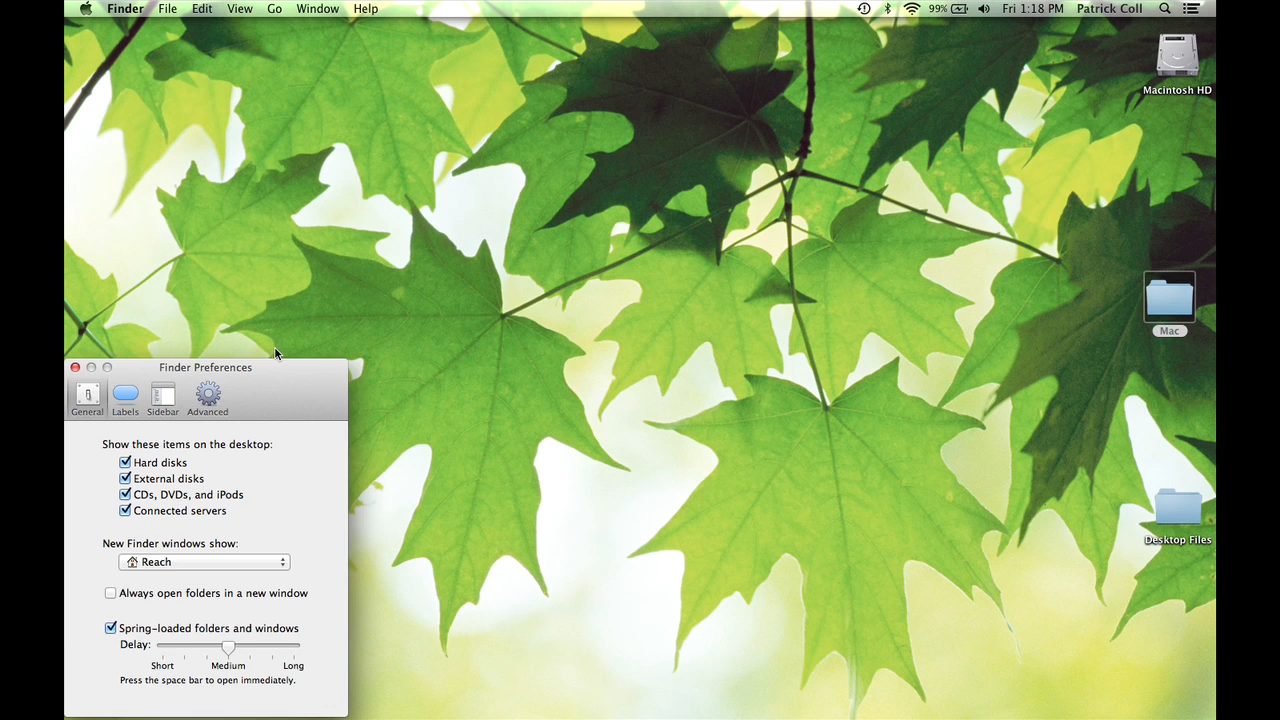 Finder File Edit View Go Window Help 99% Fri 1:18 PM Patrick Coll
Macintosh HD
Mac
Desktop Files
Finder Preferences
General Labels Sidebar Advanced
Show these items on the desktop:
Hard disks
External disks
CDs, DVDs, and iPods
Connected servers
New Finder windows show:
Reach
Always open folders in a new window
Spring-loaded folders and windows
Delay:
Short Medium Long
Press the space bar to open immediately.